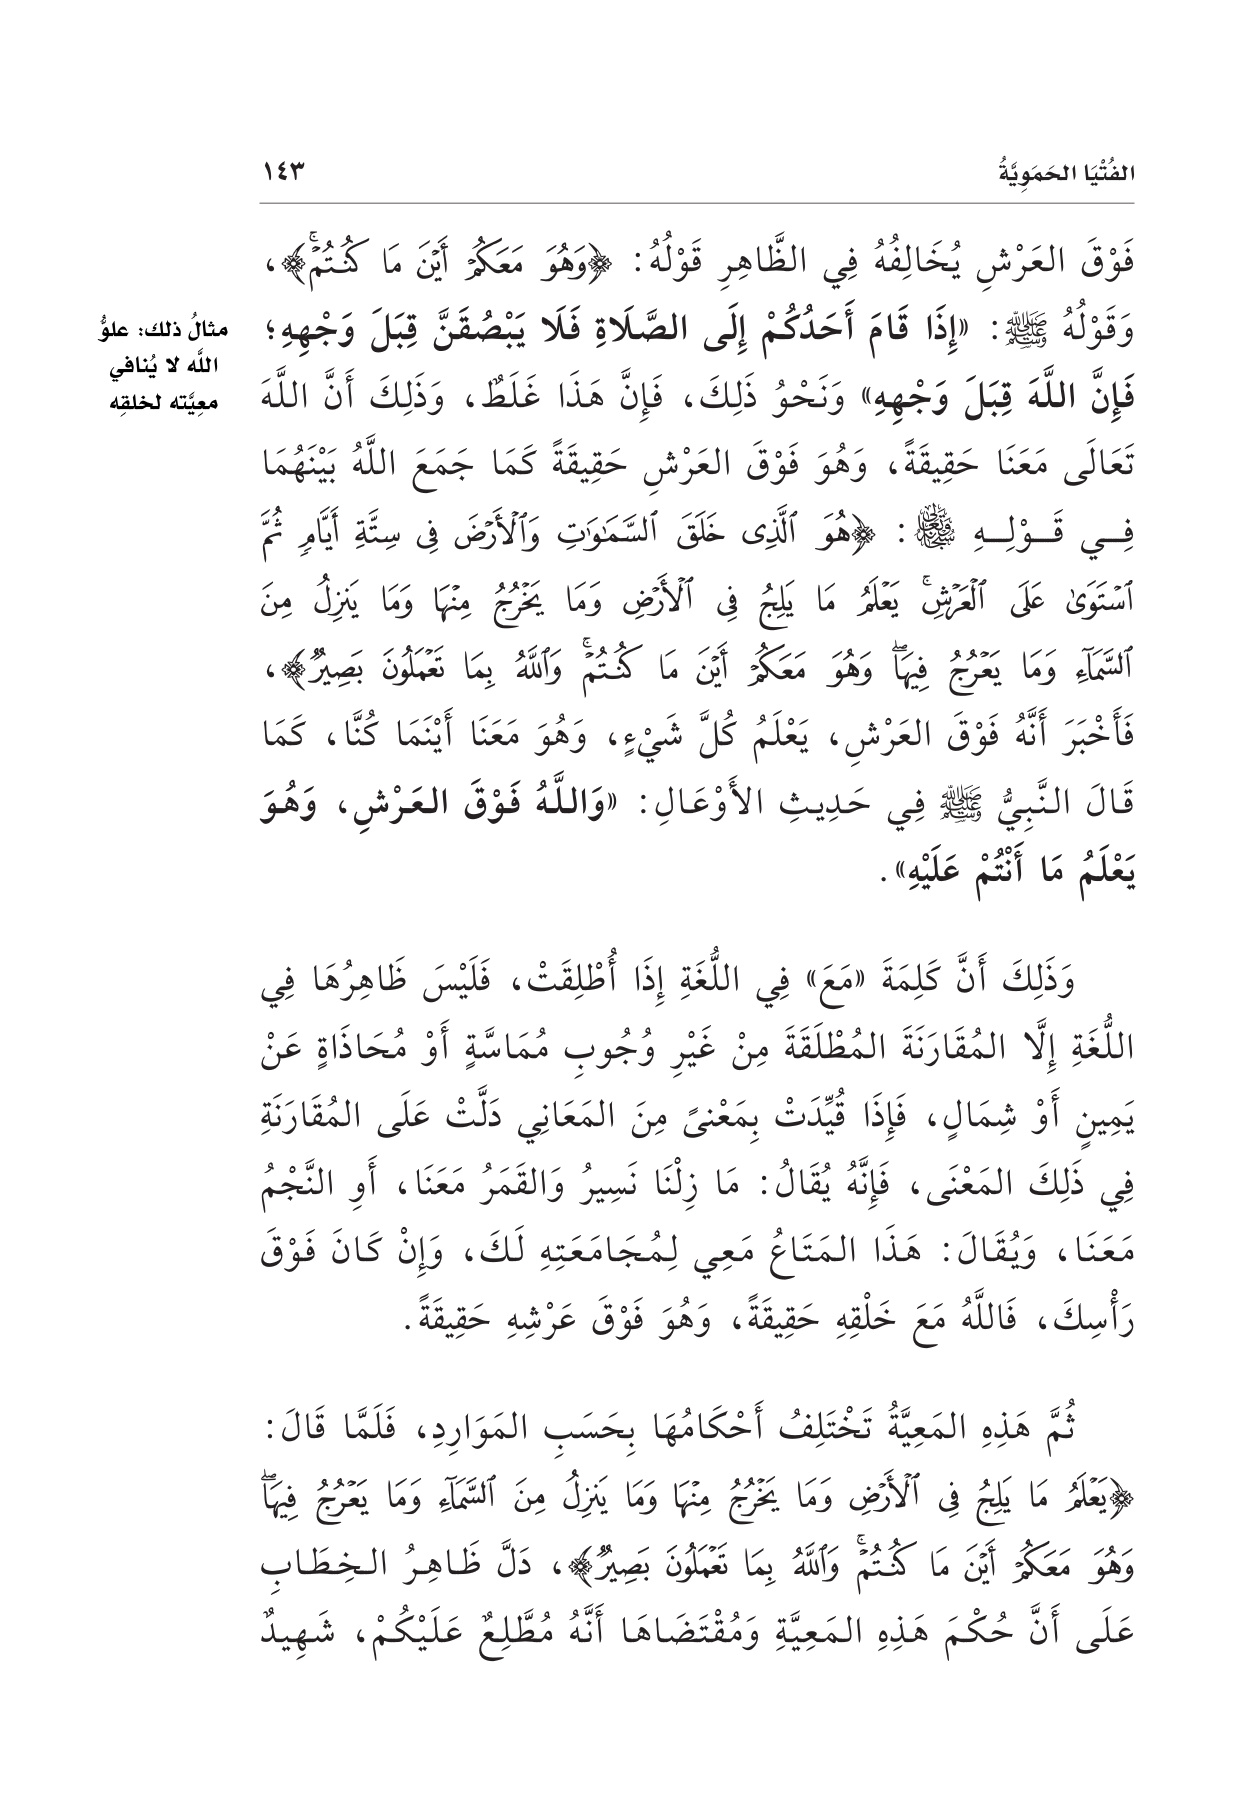 الفُتْيَا الحَمَوِيَّةُ ١٤٣
فَوْقَ العَرْشِ يُخَالِفُهُ فِي الظَّاهِرِ قَوْلُهُ: ﴿وَهُوَ مَعَكُمۡ أَيۡنَ مَا كُنتُمۡۚ﴾،
وَقَوْلُهُ ﷺ: «إِذَا قَامَ أَحَدُكُمْ إِلَى الصَّلَاةِ فَلَا يَبْصُقَنَّ قِبَلَ وَجْهِهِ؛
فَإِنَّ اللَّهَ قِبَلَ وَجْهِهِ» وَنَحْوُ ذَلِكَ، فَإِنَّ هَذَا غَلَطٌ، وَذَلِكَ أَنَّ اللَّهَ
تَعَالَى مَعَنَا حَقِيقَةً، وَهُوَ فَوْقَ العَرْشِ حَقِيقَةً كَمَا جَمَعَ اللَّهُ بَيْنَهُمَا
فِي قَوْلِهِ سُبْحَانَهُ وَتَعَالَى: ﴿هُوَ ٱلَّذِى خَلَقَ ٱلسَّمَٰوَٰتِ وَٱلۡأَرۡضَ فِى سِتَّةِ أَيَّامٖ ثُمَّ
ٱسۡتَوَىٰ عَلَى ٱلۡعَرۡشِۚ يَعۡلَمُ مَا يَلِجُ فِى ٱلۡأَرۡضِ وَمَا يَخۡرُجُ مِنۡهَا وَمَا يَنزِلُ مِنَ
ٱلسَّمَآءِ وَمَا يَعۡرُجُ فِيهَاۖ وَهُوَ مَعَكُمۡ أَيۡنَ مَا كُنتُمۡۚ وَٱللَّهُ بِمَا تَعۡمَلُونَ بَصِيرٞ﴾،
فَأَخْبَرَ أَنَّهُ فَوْقَ العَرْشِ، يَعْلَمُ كُلَّ شَيْءٍ، وَهُوَ مَعَنَا أَيْنَمَا كُنَّا، كَمَا
قَالَ النَّبِيُّ ﷺ فِي حَدِيثِ الأَوْعَالِ: «وَاللَّهُ فَوْقَ العَرْشِ، وَهُوَ
يَعْلَمُ مَا أَنْتُمْ عَلَيْهِ».
وَذَلِكَ أَنَّ كَلِمَةَ «مَعَ» فِي اللُّغَةِ إِذَا أُطْلِقَتْ، فَلَيْسَ ظَاهِرُهَا فِي
اللُّغَةِ إِلَّا المُقَارَنَةَ المُطْلَقَةَ مِنْ غَيْرِ وُجُوبِ مُمَاسَّةٍ أَوْ مُحَاذَاةٍ عَنْ
يَمِينٍ أَوْ شِمَالٍ، فَإِذَا قُيِّدَتْ بِمَعْنىً مِنَ المَعَانِي دَلَّتْ عَلَى المُقَارَنَةِ
فِي ذَلِكَ المَعْنَى، فَإِنَّهُ يُقَالُ: مَا زِلْنَا نَسِيرُ وَالقَمَرُ مَعَنَا، أَوِ النَّجْمُ
مَعَنَا، وَيُقَالَ: هَذَا المَتَاعُ مَعِي لِمُجَامَعَتِهِ لَكَ، وَإِنْ كَانَ فَوْقَ
رَأْسِكَ، فَاللَّهُ مَعَ خَلْقِهِ حَقِيقَةً، وَهُوَ فَوْقَ عَرْشِهِ حَقِيقَةً.
ثُمَّ هَذِهِ المَعِيَّةُ تَخْتَلِفُ أَحْكَامُهَا بِحَسَبِ المَوَارِدِ، فَلَمَّا قَالَ:
﴿يَعۡلَمُ مَا يَلِجُ فِى ٱلۡأَرۡضِ وَمَا يَخۡرُجُ مِنۡهَا وَمَا يَنزِلُ مِنَ ٱلسَّمَآءِ وَمَا يَعۡرُجُ فِيهَاۖ
وَهُوَ مَعَكُمۡ أَيۡنَ مَا كُنتُمۡۚ وَٱللَّهُ بِمَا تَعۡمَلُونَ بَصِيرٞ﴾، دَلَّ ظَاهِرُ الخِطَابِ
عَلَى أَنَّ حُكْمَ هَذِهِ المَعِيَّةِ وَمُقْتَضَاهَا أَنَّهُ مُطَّلِعٌ عَلَيْكُمْ، شَهِيدٌ
مثالُ ذلك: علوُّ
اللَّه لا يُنافي
معِيَّته لخلقِه